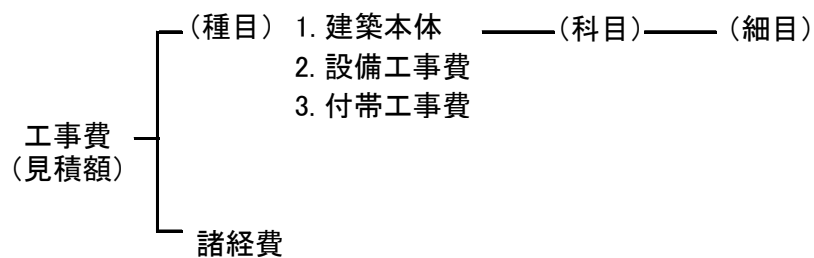 (種目) 1. 建築本体 (科目) (細目)
2. 設備工事費
3. 付帯工事費
工事費
(見積額)
諸経費